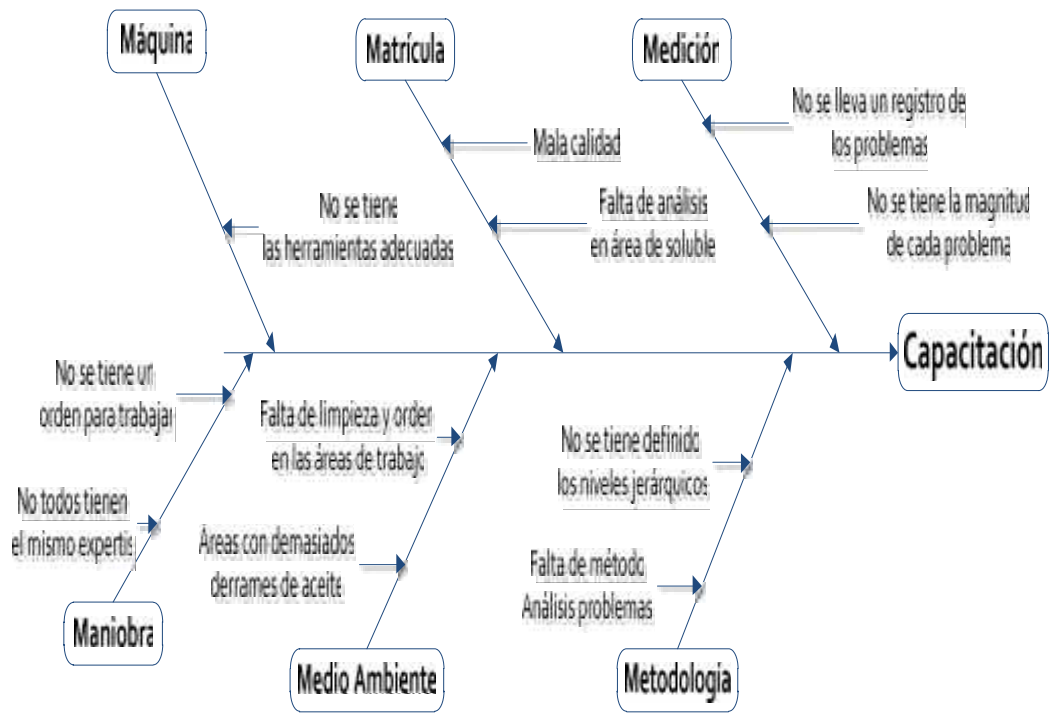 Máquina
Matrícula
Medición
No se lleva un registro de
los problemas
Mala calidad
No se tiene
las herramientas adecuadas
Falta de análisis
en área de soluble
No se tiene la magnitud
de cada problema
Capacitación
No se tiene un
orden para trabajar
Falta de limpieza y orden
en las áreas de trabajo
No se tiene definido
los niveles jerárquicos
No todos tienen
el mismo expertis
Áreas con demasiados
derrames de aceite
Falta de método
Análisis problemas
Maniobra
Medio Ambiente
Metodología